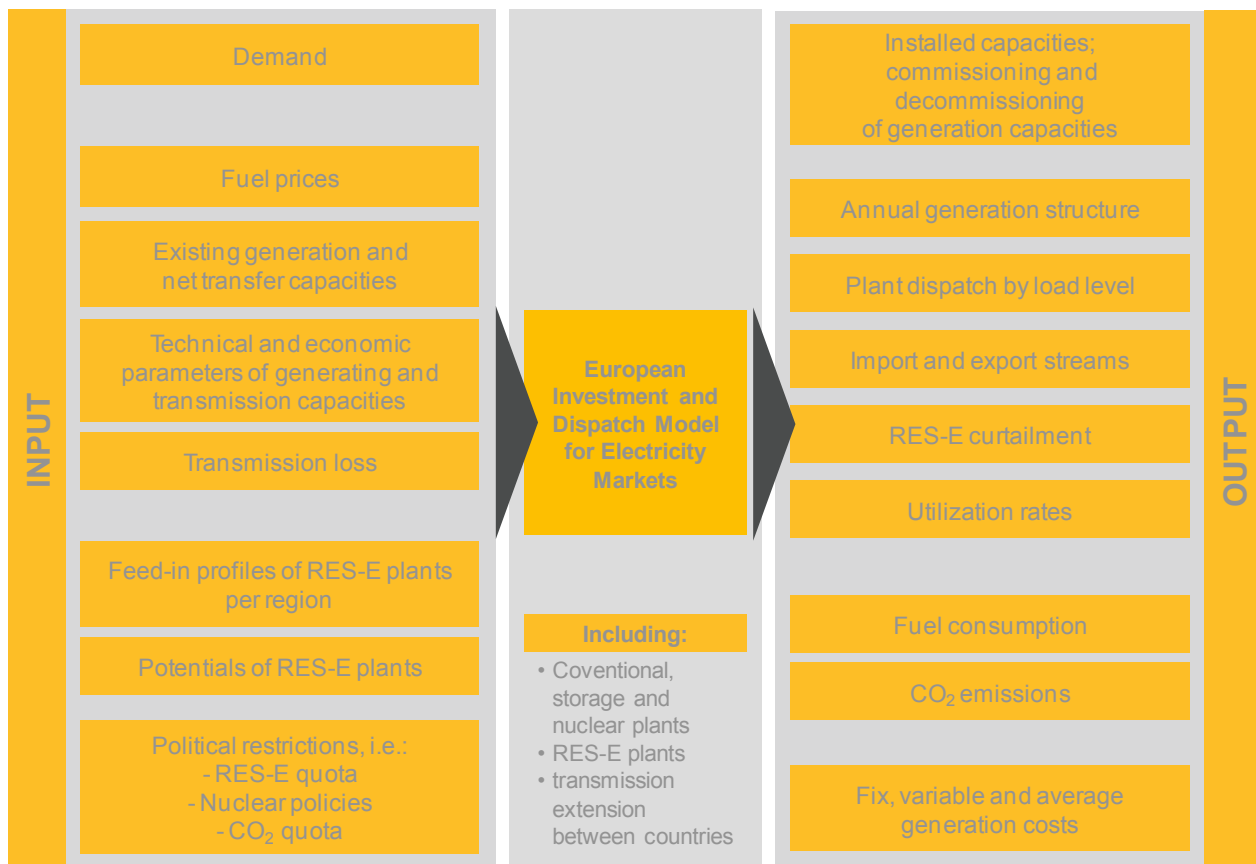 INPUT
Demand
Fuel prices
Existing generation and
net transfer capacities
Technical and economic
parameters of generating and
transmission capacities
Transmission loss
Feed-in profiles of RES-E plants
per region
Potentials of RES-E plants
Political restrictions, i.e.:
- RES-E quota
- Nuclear policies
- CO₂ quota
European
Investment and
Dispatch Model
for Electricity
Markets
Including:
• Coventional,
storage and
nuclear plants
• RES-E plants
• transmission
extension
between countries
Installed capacities;
commissioning and
decommissioning
of generation capacities
Annual generation structure
Plant dispatch by load level
Import and export streams
RES-E curtailment
Utilization rates
Fuel consumption
CO₂ emissions
Fix, variable and average
generation costs
OUTPUT